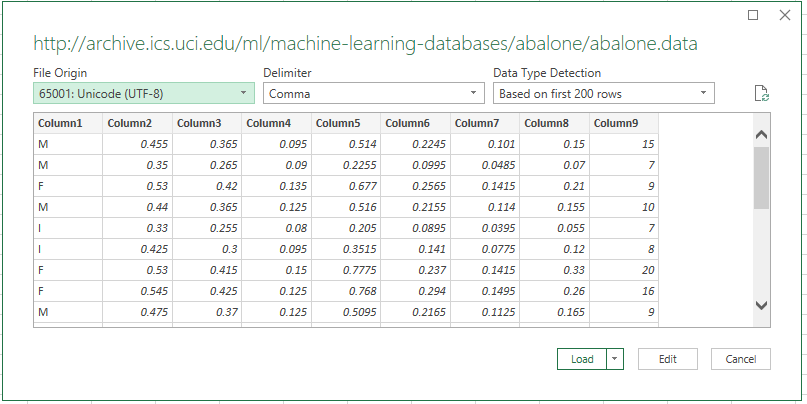 http://archive.ics.uci.edu/ml/machine-learning-databases/abalone/abalone.data
File Origin Delimiter Data Type Detection
65001: Unicode (UTF-8) Comma Based on first 200 rows
Column1 Column2 Column3 Column4 Column5 Column6 Column7 Column8 Column9
M 0.455 0.365 0.095 0.514 0.2245 0.101 0.15 15
M 0.35 0.265 0.09 0.2255 0.0995 0.0485 0.07 7
F 0.53 0.42 0.135 0.677 0.2565 0.1415 0.21 9
M 0.44 0.365 0.125 0.516 0.2155 0.114 0.155 10
I 0.33 0.255 0.08 0.205 0.0895 0.0395 0.055 7
I 0.425 0.3 0.095 0.3515 0.141 0.0775 0.12 8
F 0.53 0.415 0.15 0.7775 0.237 0.1415 0.33 20
F 0.545 0.425 0.125 0.768 0.294 0.1495 0.26 16
M 0.475 0.37 0.125 0.5095 0.2165 0.1125 0.165 9
Load Edit Cancel